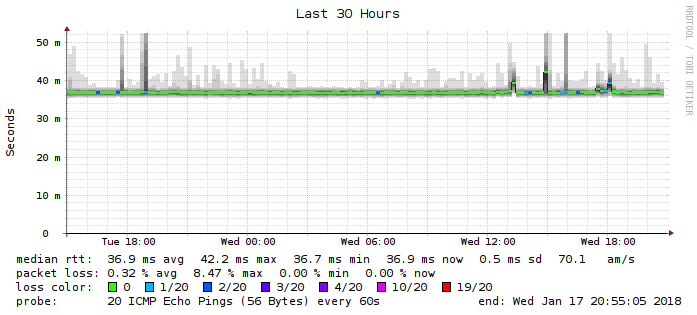 Last 30 Hours
RRDTOOL / TOBI OETIKER
Seconds
50 m
40 m
30 m
20 m
10 m
0
Tue 18:00 Wed 00:00 Wed 06:00 Wed 12:00 Wed 18:00
median rtt: 36.9 ms avg 42.2 ms max 36.7 ms min 36.9 ms now 0.5 ms sd 70.1 am/s
packet loss: 0.32 % avg 8.47 % max 0.00 % min 0.00 % now
loss color: 0 1/20 2/20 3/20 4/20 10/20 19/20
probe: 20 ICMP Echo Pings (56 Bytes) every 60s end: Wed Jan 17 20:55:05 2018